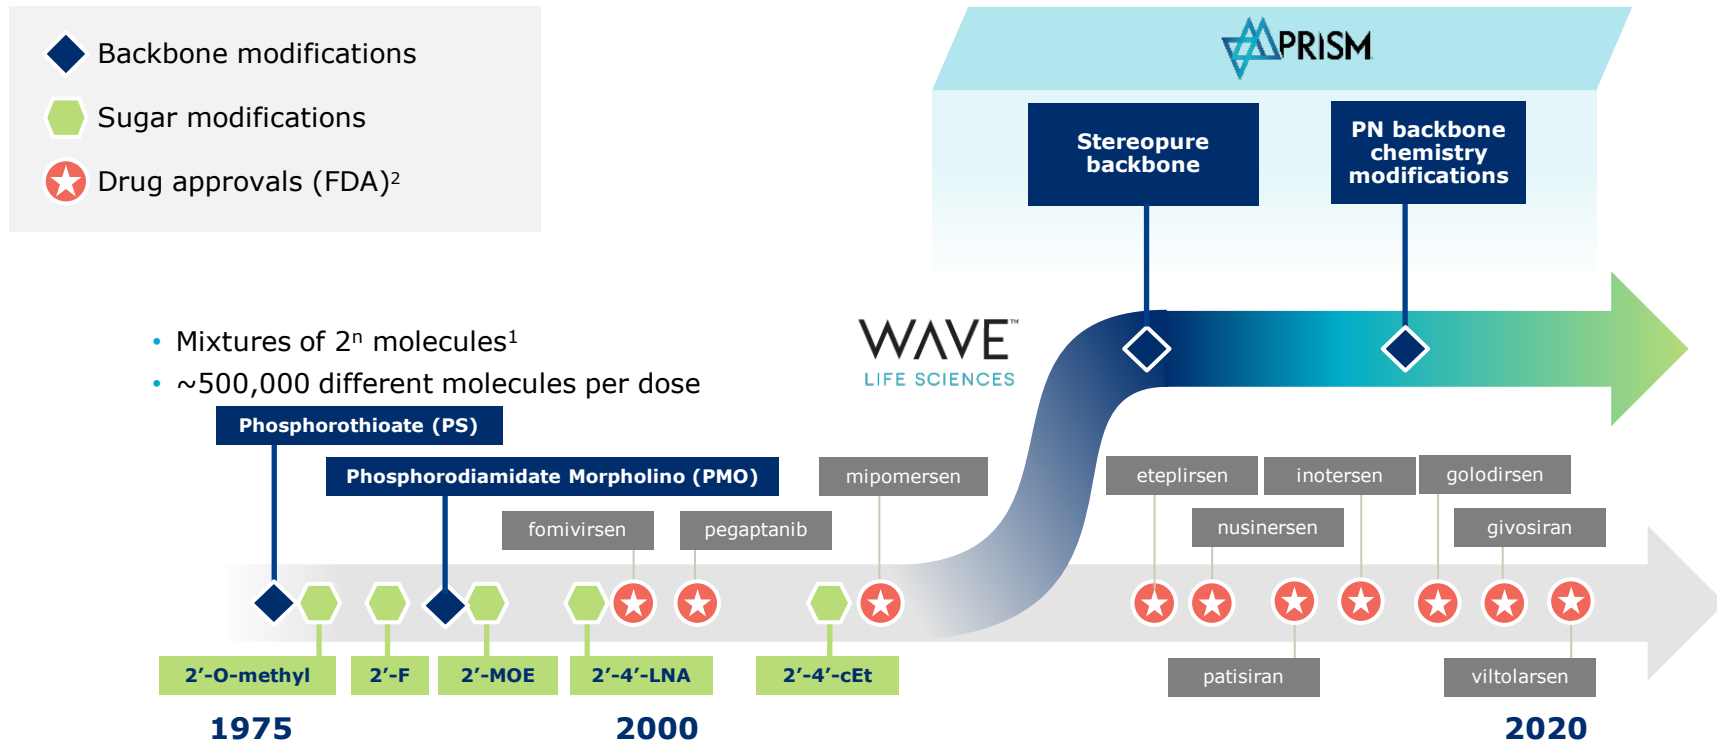 Backbone modifications
Sugar modifications
Drug approvals (FDA)²
PRISM
Stereopure
backbone
PN backbone
chemistry
modifications
• Mixtures of 2ⁿ molecules¹
• ~500,000 different molecules per dose
WAVE™
LIFE SCIENCES
Phosphorothioate (PS)
Phosphorodiamidate Morpholino (PMO)
mipomersen
eteplirsen
inotersen
golodirsen
fomivirsen
pegaptanib
nusinersen
givosiran
2′-O-methyl
2′-F
2′-MOE
2′-4′-LNA
2′-4′-cEt
patisiran
viltolarsen
1975
2000
2020